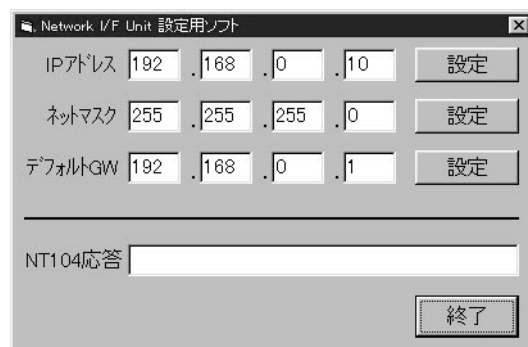 Network I/F Unit 設定用ソフト
IPアドレス 192 . 168 . 0 . 10 設定
ネットマスク 255 . 255 . 255 . 0 設定
デフォルトGW 192 . 168 . 0 . 1 設定
NT104応答
終了